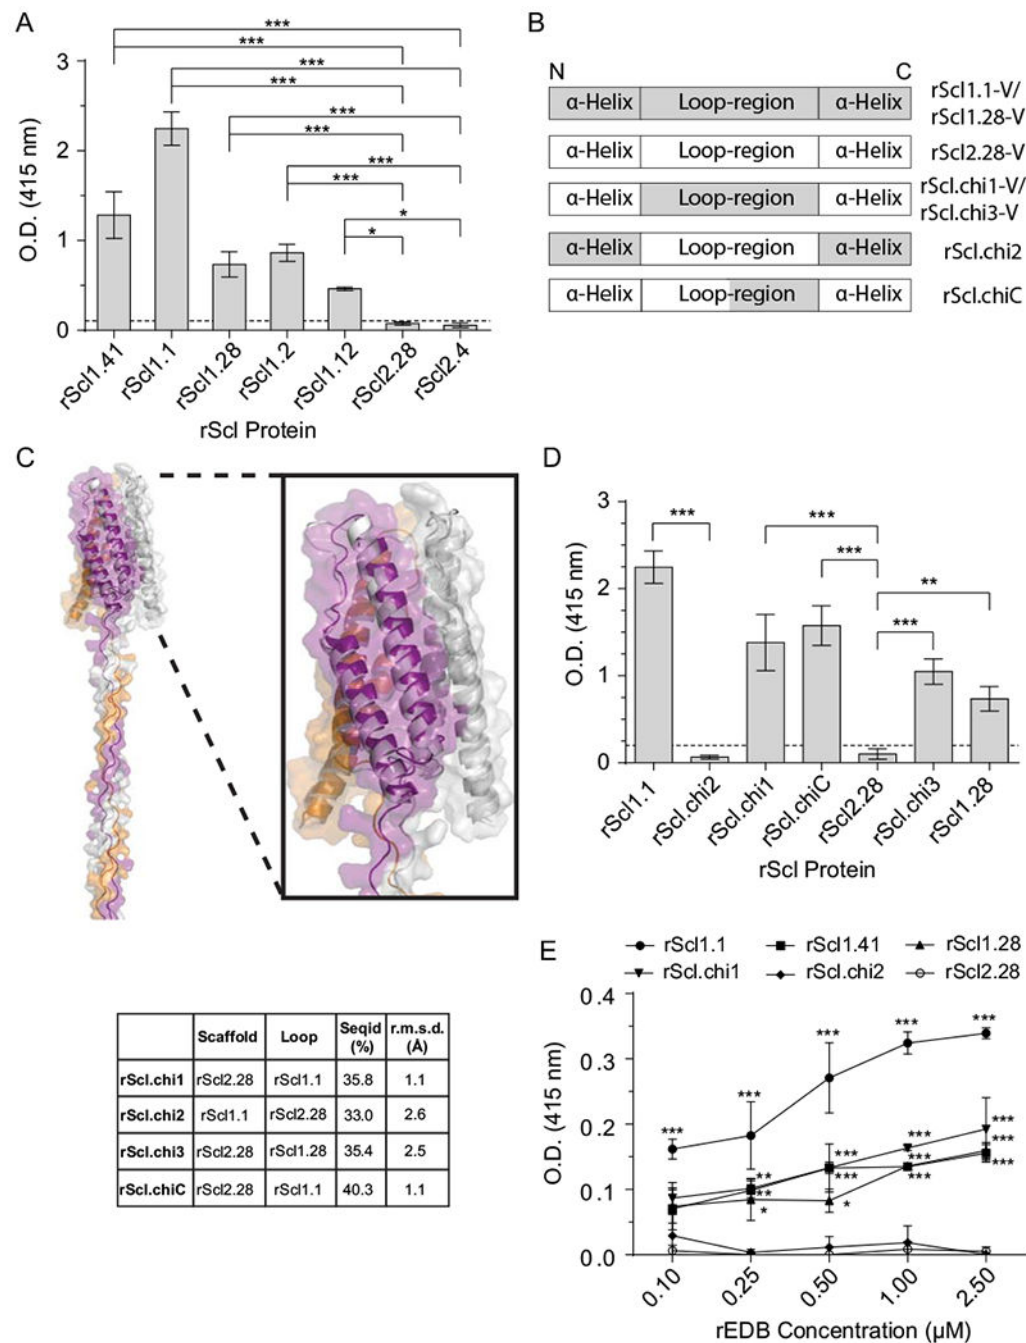 A
***
***
***
***
***
***
***
***
*
*
3
2
1
0
O.D. (415 nm)
rScl1.41
rScl1.1
rScl1.28
rScl1.2
rScl1.12
rScl2.28
rScl2.4
rScl Protein
B
N C
α-Helix Loop-region α-Helix rScl1.1-V/
rScl1.28-V
α-Helix Loop-region α-Helix rScl2.28-V
α-Helix Loop-region α-Helix rScl.chi1-V/
rScl.chi3-V
α-Helix Loop-region α-Helix rScl.chi2
α-Helix Loop-region α-Helix rScl.chiC
C
Scaffold Loop Seqid (%) r.m.s.d. (Å)
rScl.chi1 rScl2.28 rScl1.1 35.8 1.1
rScl.chi2 rScl1.1 rScl2.28 33.0 2.6
rScl.chi3 rScl2.28 rScl1.28 35.4 2.5
rScl.chiC rScl2.28 rScl1.1 40.3 1.1
D
***
***
***
**
***
3
2
1
0
O.D. (415 nm)
rScl1.1
rScl.chi2
rScl.chi1
rScl.chiC
rScl2.28
rScl.chi3
rScl1.28
rScl Protein
E
rScl1.1 rScl1.41 rScl1.28
rScl.chi1 rScl.chi2 rScl2.28
0.4
0.3
0.2
0.1
0.0
O.D. (415 nm)
***
***
***
***
***
**
**
*
***
***
*
***
***
***
***
***
***
0.10
0.25
0.50
1.00
2.50
rEDB Concentration (µM)